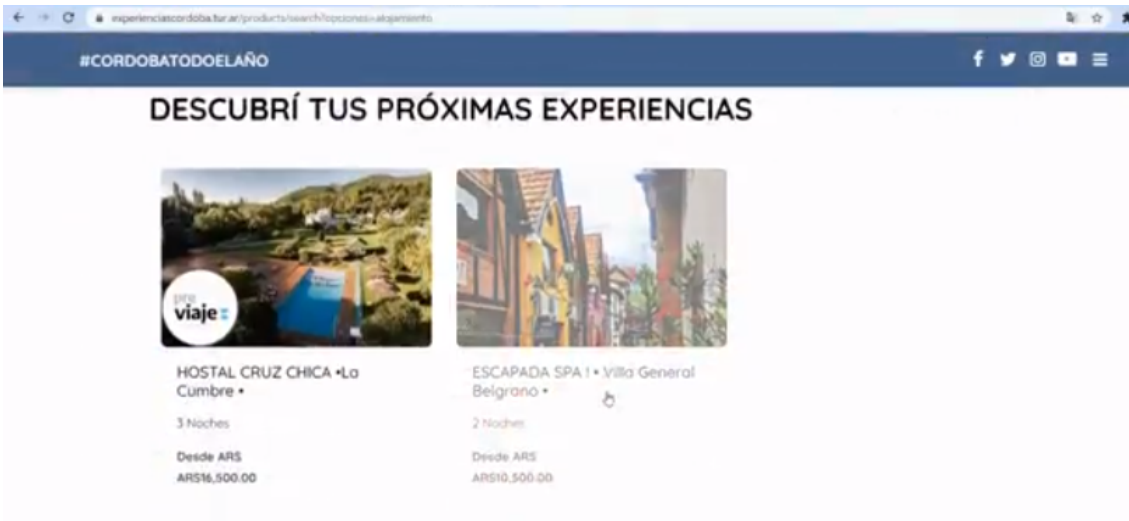 experienciascordoba.tur.ar/products/search?opciones=alojamiento
#CORDOBATODOELAÑO
DESCUBRÍ TUS PRÓXIMAS EXPERIENCIAS
pre
viaje
HOSTAL CRUZ CHICA •La
Cumbre •
3 Noches
Desde ARS
ARS16,500.00
ESCAPADA SPA ! • Villa General
Belgrano •
2 Noches
Desde ARS
ARS10,500.00